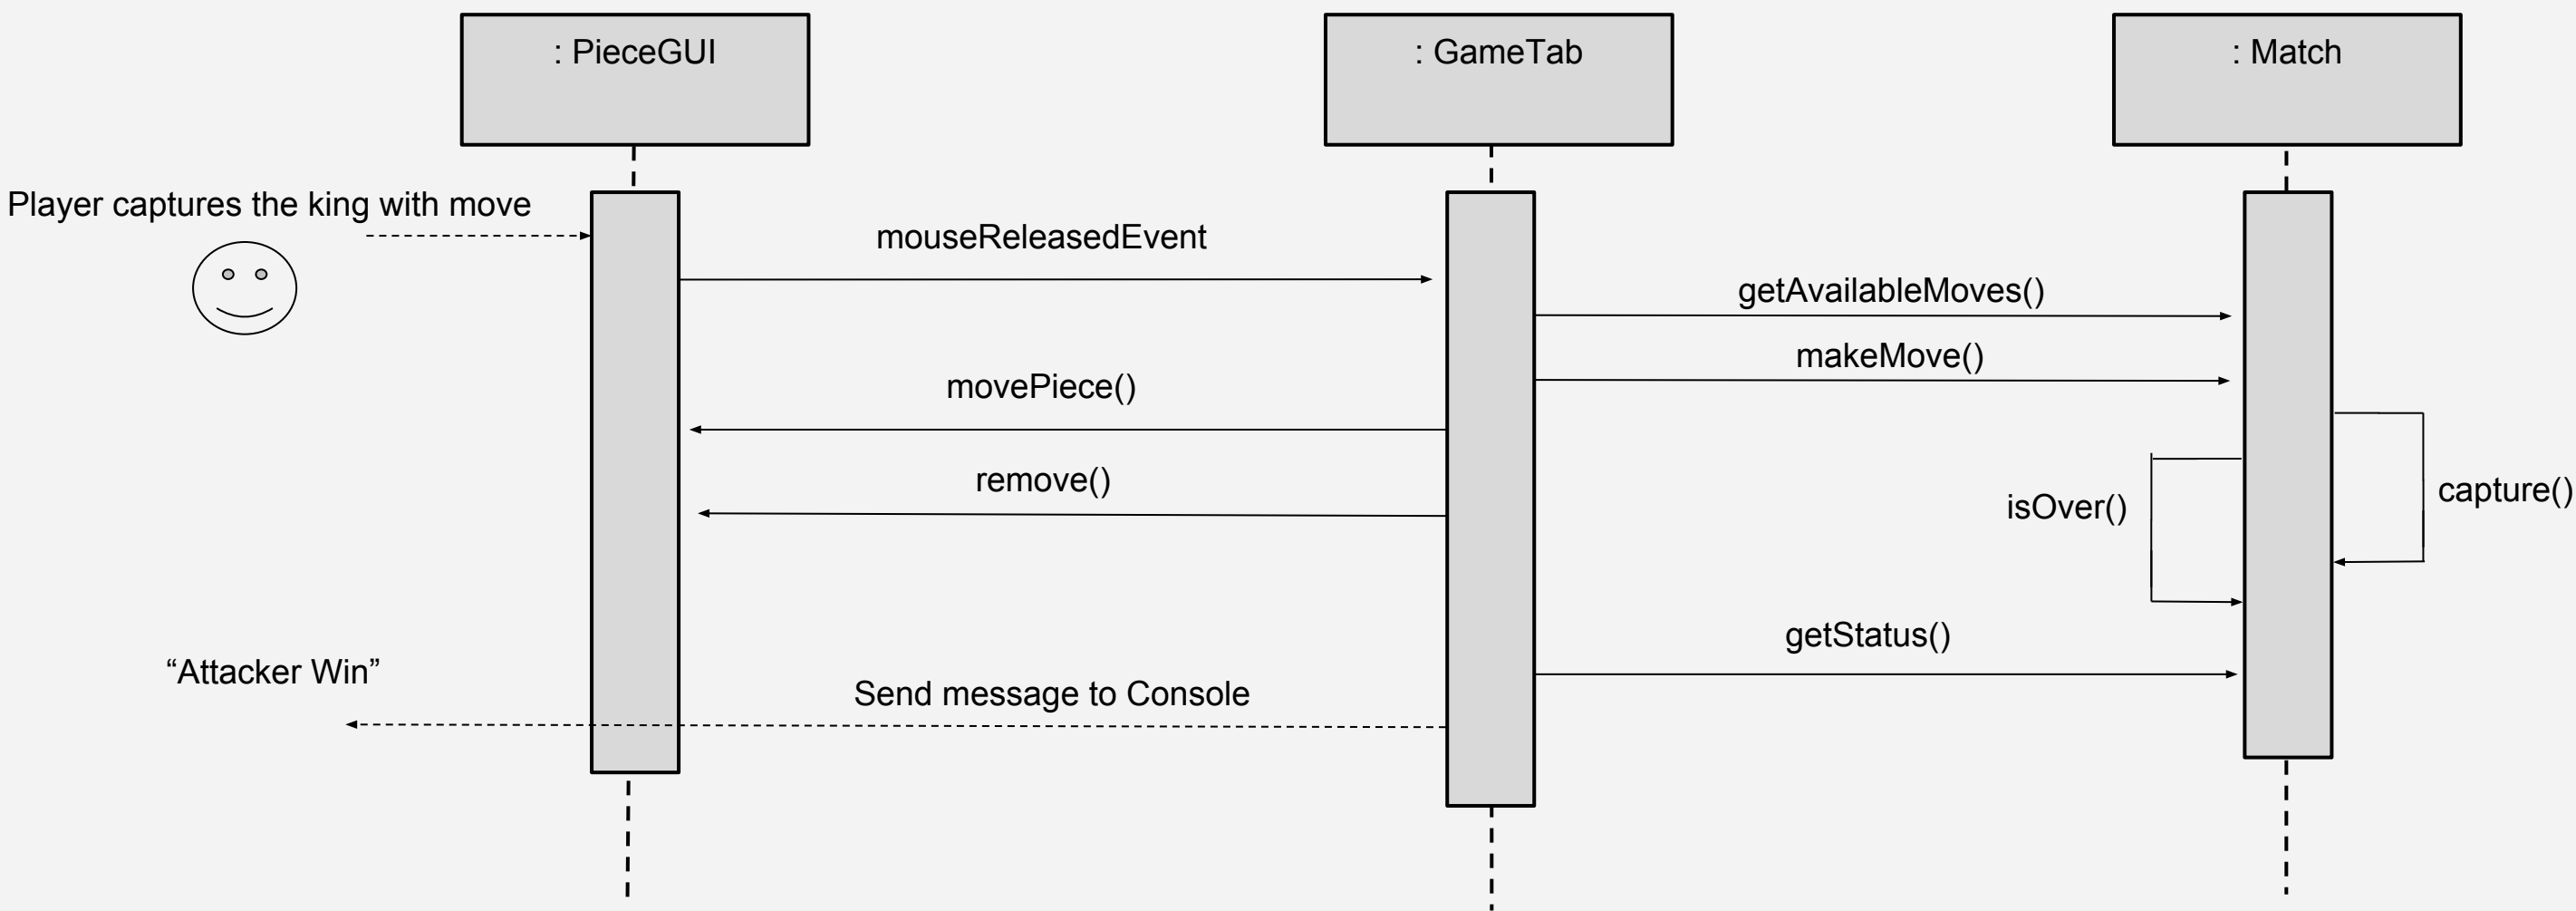 : PieceGUI
: GameTab
: Match
Player captures the king with move
mouseReleasedEvent
getAvailableMoves()
makeMove()
movePiece()
remove()
capture()
isOver()
getStatus()
“Attacker Win”
Send message to Console